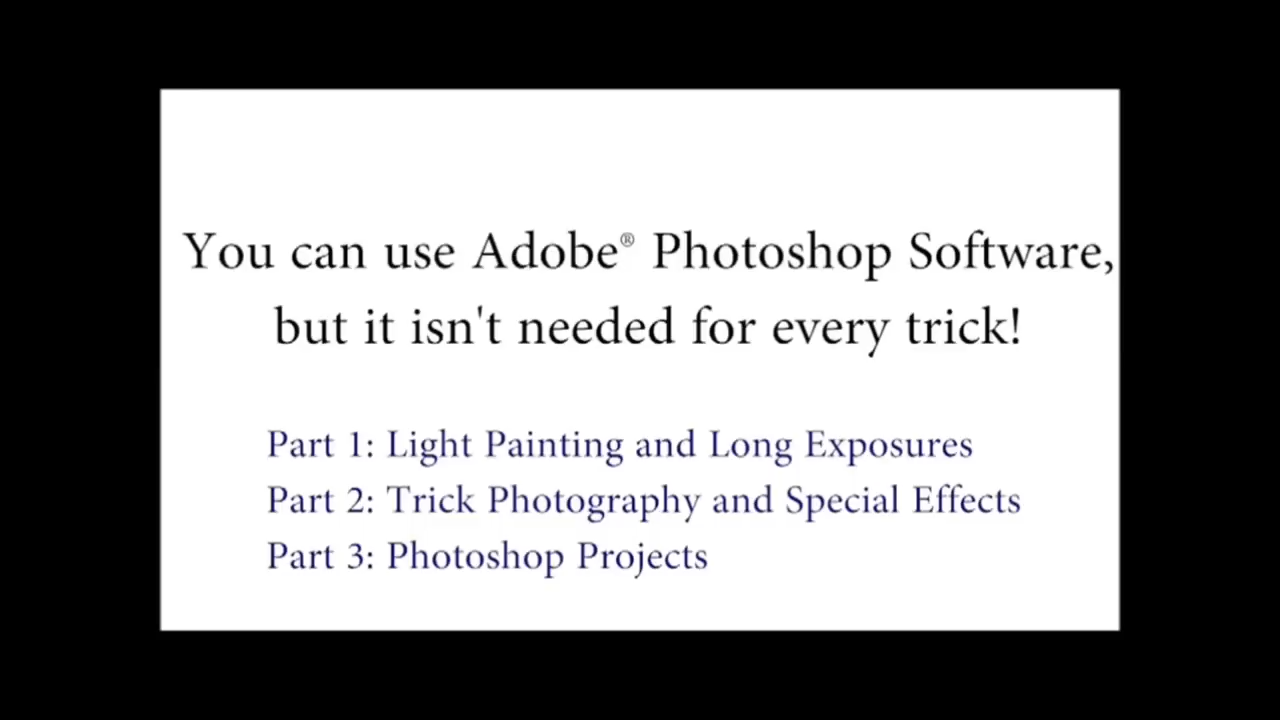 You can use Adobe® Photoshop Software,
but it isn't needed for every trick!
Part 1: Light Painting and Long Exposures
Part 2: Trick Photography and Special Effects
Part 3: Photoshop Projects